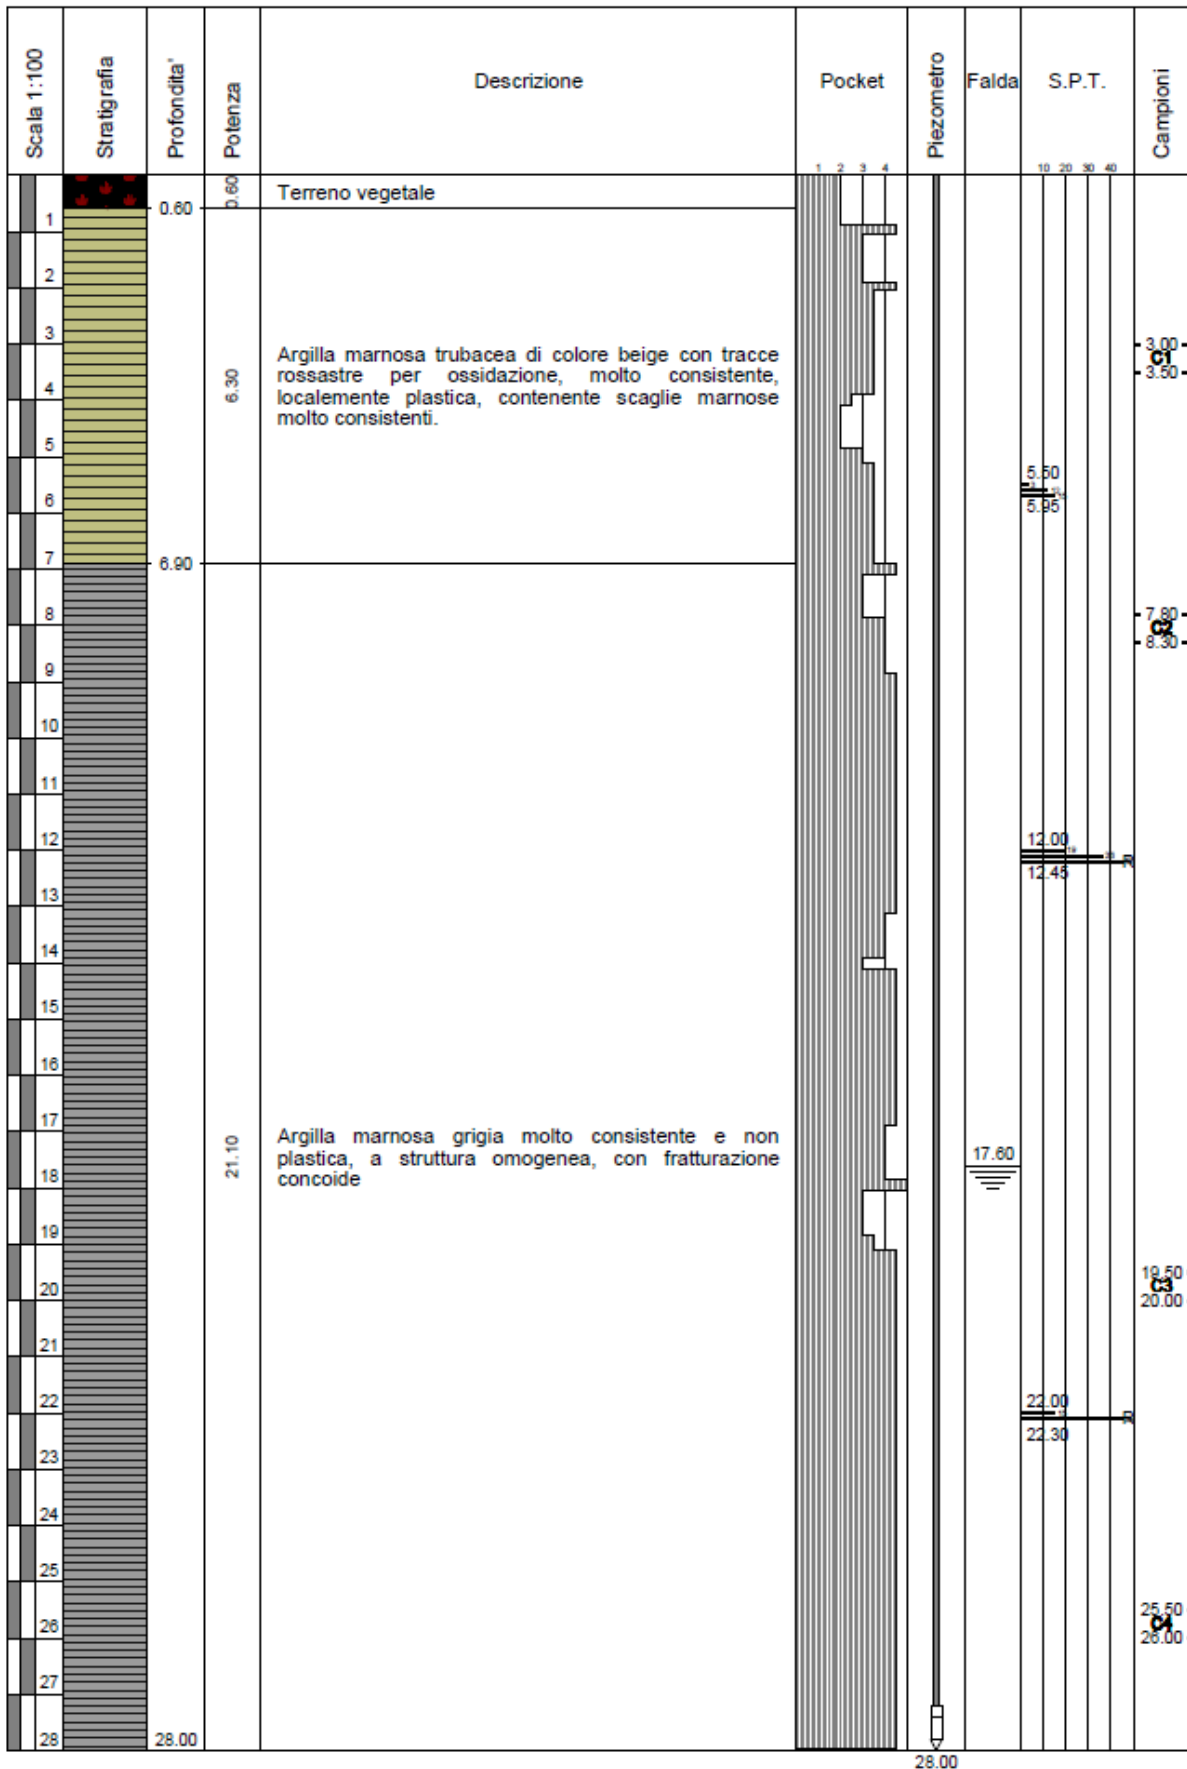 Scala 1:100
Stratigrafia
Profondita'
Potenza
Descrizione
Pocket
Piezometro
Falda
S.P.T.
Campioni
1 2 3 4
10 20 30 40
0.60
0.60
Terreno vegetale
1
2
3
3.00
C1
3.50
Argilla marnosa trubacea di colore beige con tracce
rossastre per ossidazione, molto consistente,
localemente plastica, contenente scaglie marnose
molto consistenti.
6.30
4
5
5.50
6
5.95
7
6.90
7.80
8
C2
8.30
9
10
11
12
12.00
19
12.45
13
14
15
16
17
Argilla marnosa grigia molto consistente e non
plastica, a struttura omogenea, con fratturazione
concoide
21.10
17.60
18
19
19.50
C3
20
20.00
21
22
22.00
22.30
23
24
25
25.50
C4
26
26.00
27
28
28.00
28.00